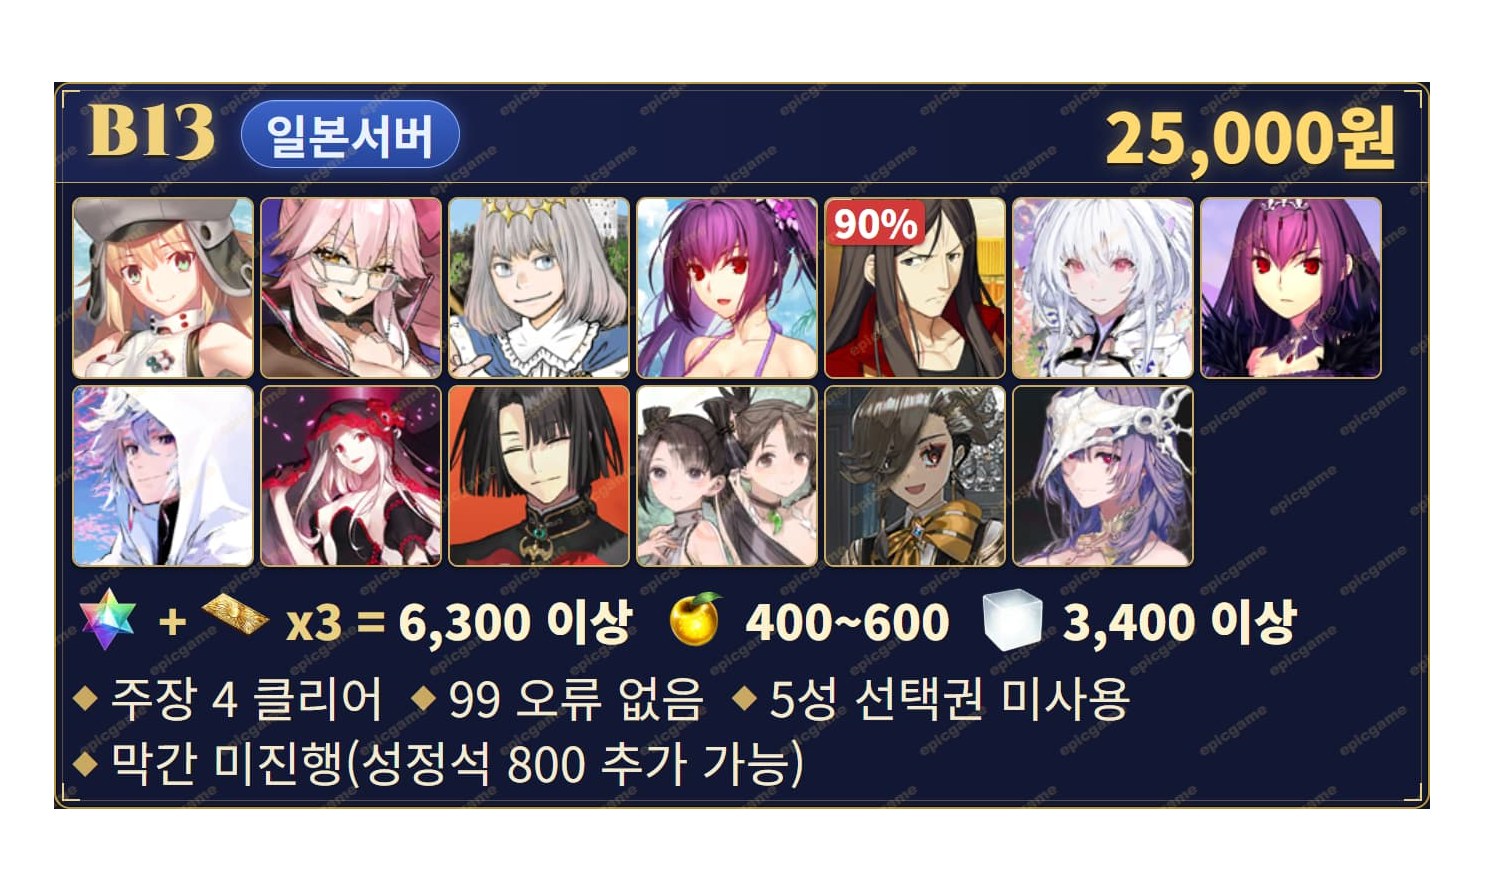 B13 일본서버 25,000원
90%
+ x3 = 6,300 이상 400~600 3,400 이상
◆ 주장 4 클리어 ◆ 99 오류 없음 ◆ 5성 선택권 미사용
◆ 막간 미진행(성정석 800 추가 가능)
epicgame